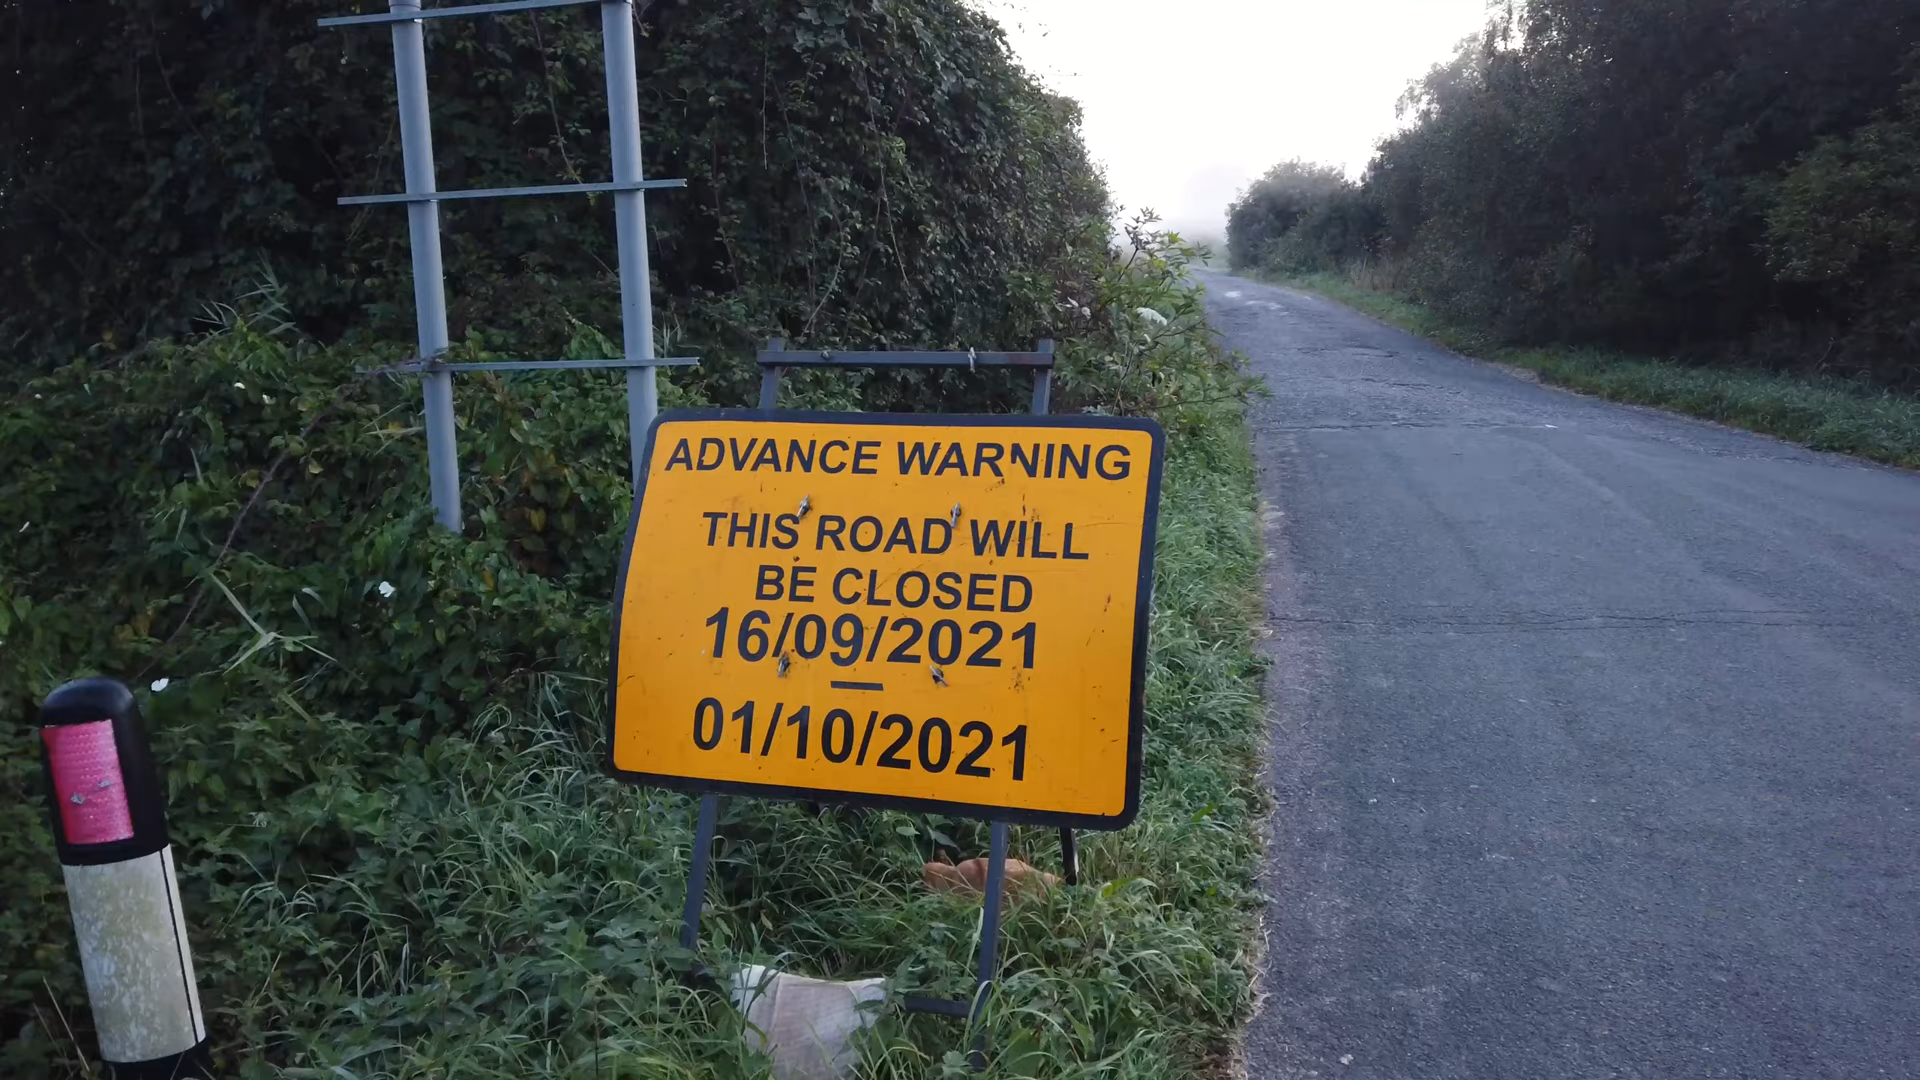 ADVANCE WARNING
THIS ROAD WILL
BE CLOSED
16/09/2021
—
01/10/2021